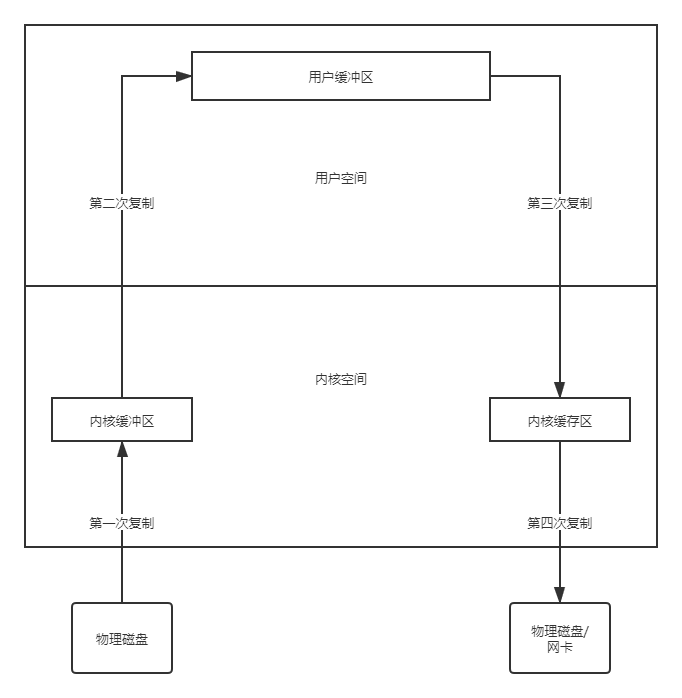 用户缓冲区
用户空间
第二次复制
第三次复制
内核空间
内核缓冲区
内核缓存区
第一次复制
第四次复制
物理磁盘
物理磁盘/
网卡